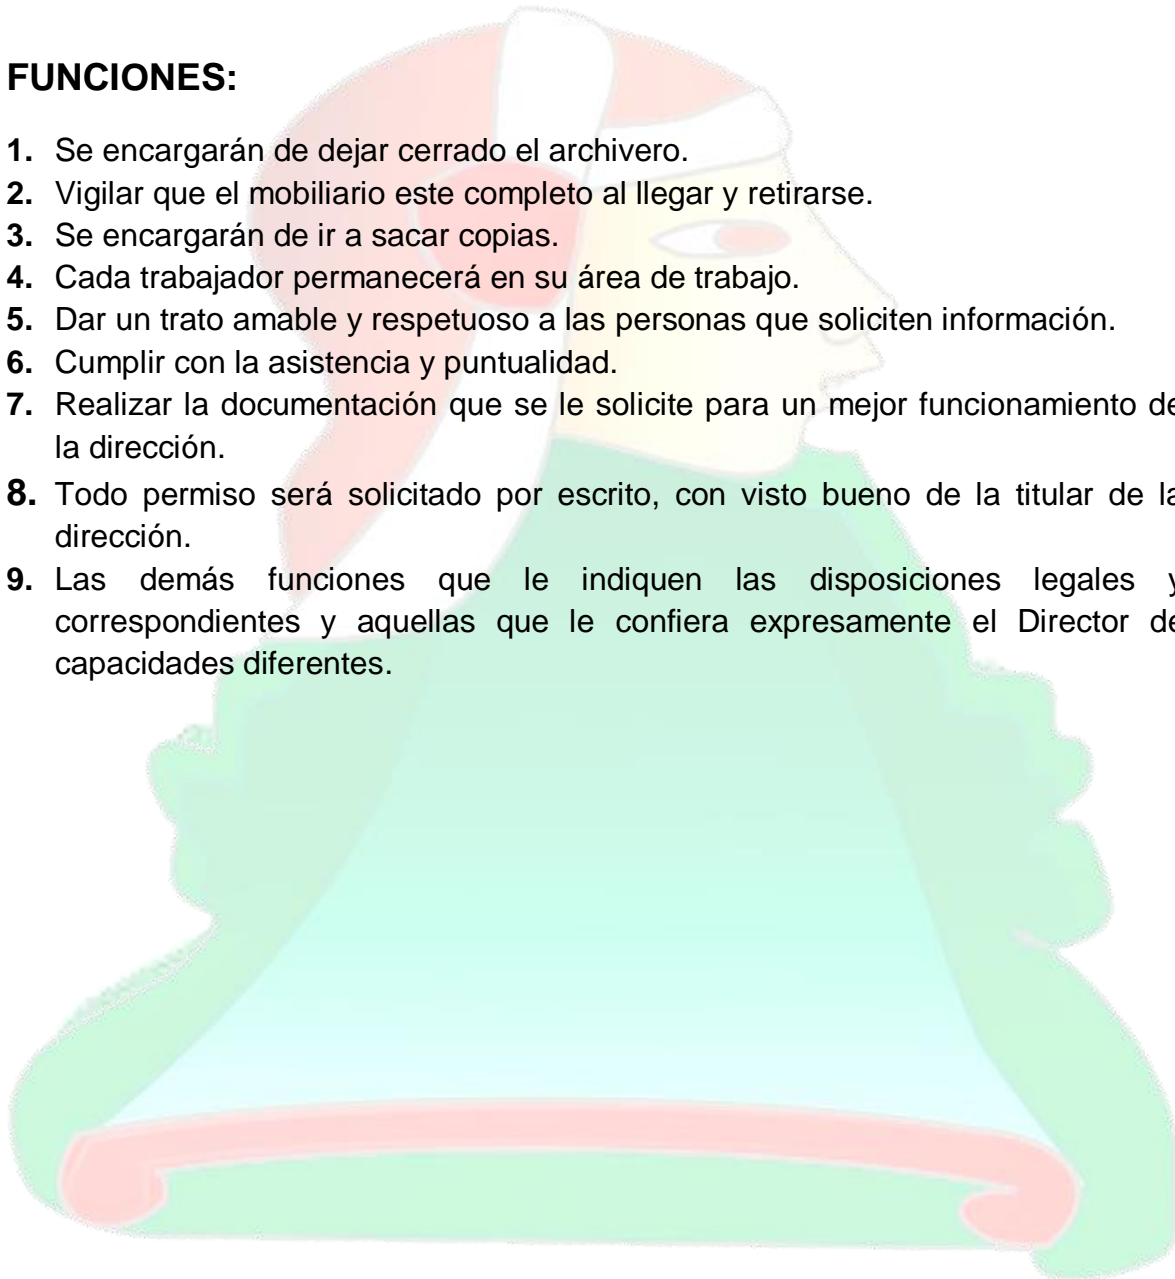 FUNCIONES:
1. Se encargarán de dejar cerrado el archivero.
2. Vigilar que el mobiliario este completo al llegar y retirarse.
3. Se encargarán de ir a sacar copias.
4. Cada trabajador permanecerá en su área de trabajo.
5. Dar un trato amable y respetuoso a las personas que soliciten información.
6. Cumplir con la asistencia y puntualidad.
7. Realizar la documentación que se le solicite para un mejor funcionamiento de
la dirección.
8. Todo permiso será solicitado por escrito, con visto bueno de la titular de la
dirección.
9. Las demás funciones que le indiquen las disposiciones legales y
correspondientes y aquellas que le confiera expresamente el Director de
capacidades diferentes.